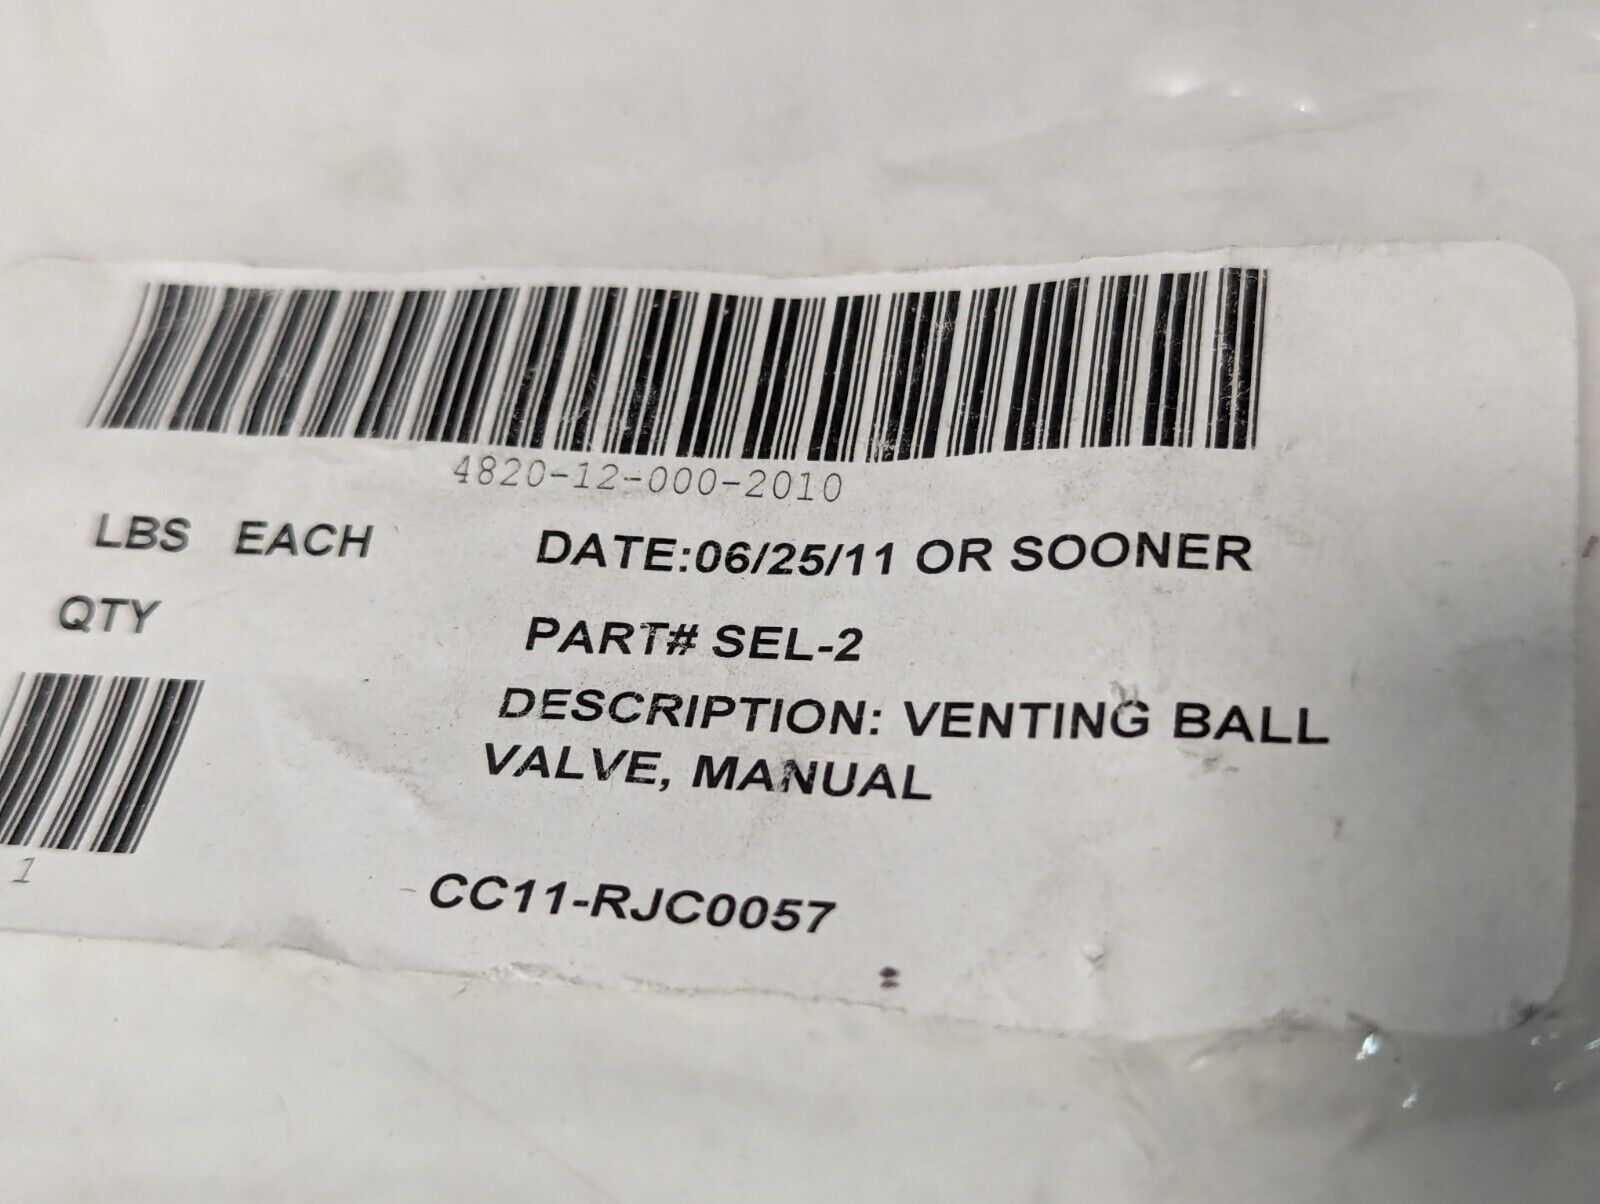 4820-12-000-2010
LBS EACH
DATE:06/25/11 OR SOONER
QTY
PART# SEL-2
DESCRIPTION: VENTING BALL
VALVE, MANUAL
1
CC11-RJC0057